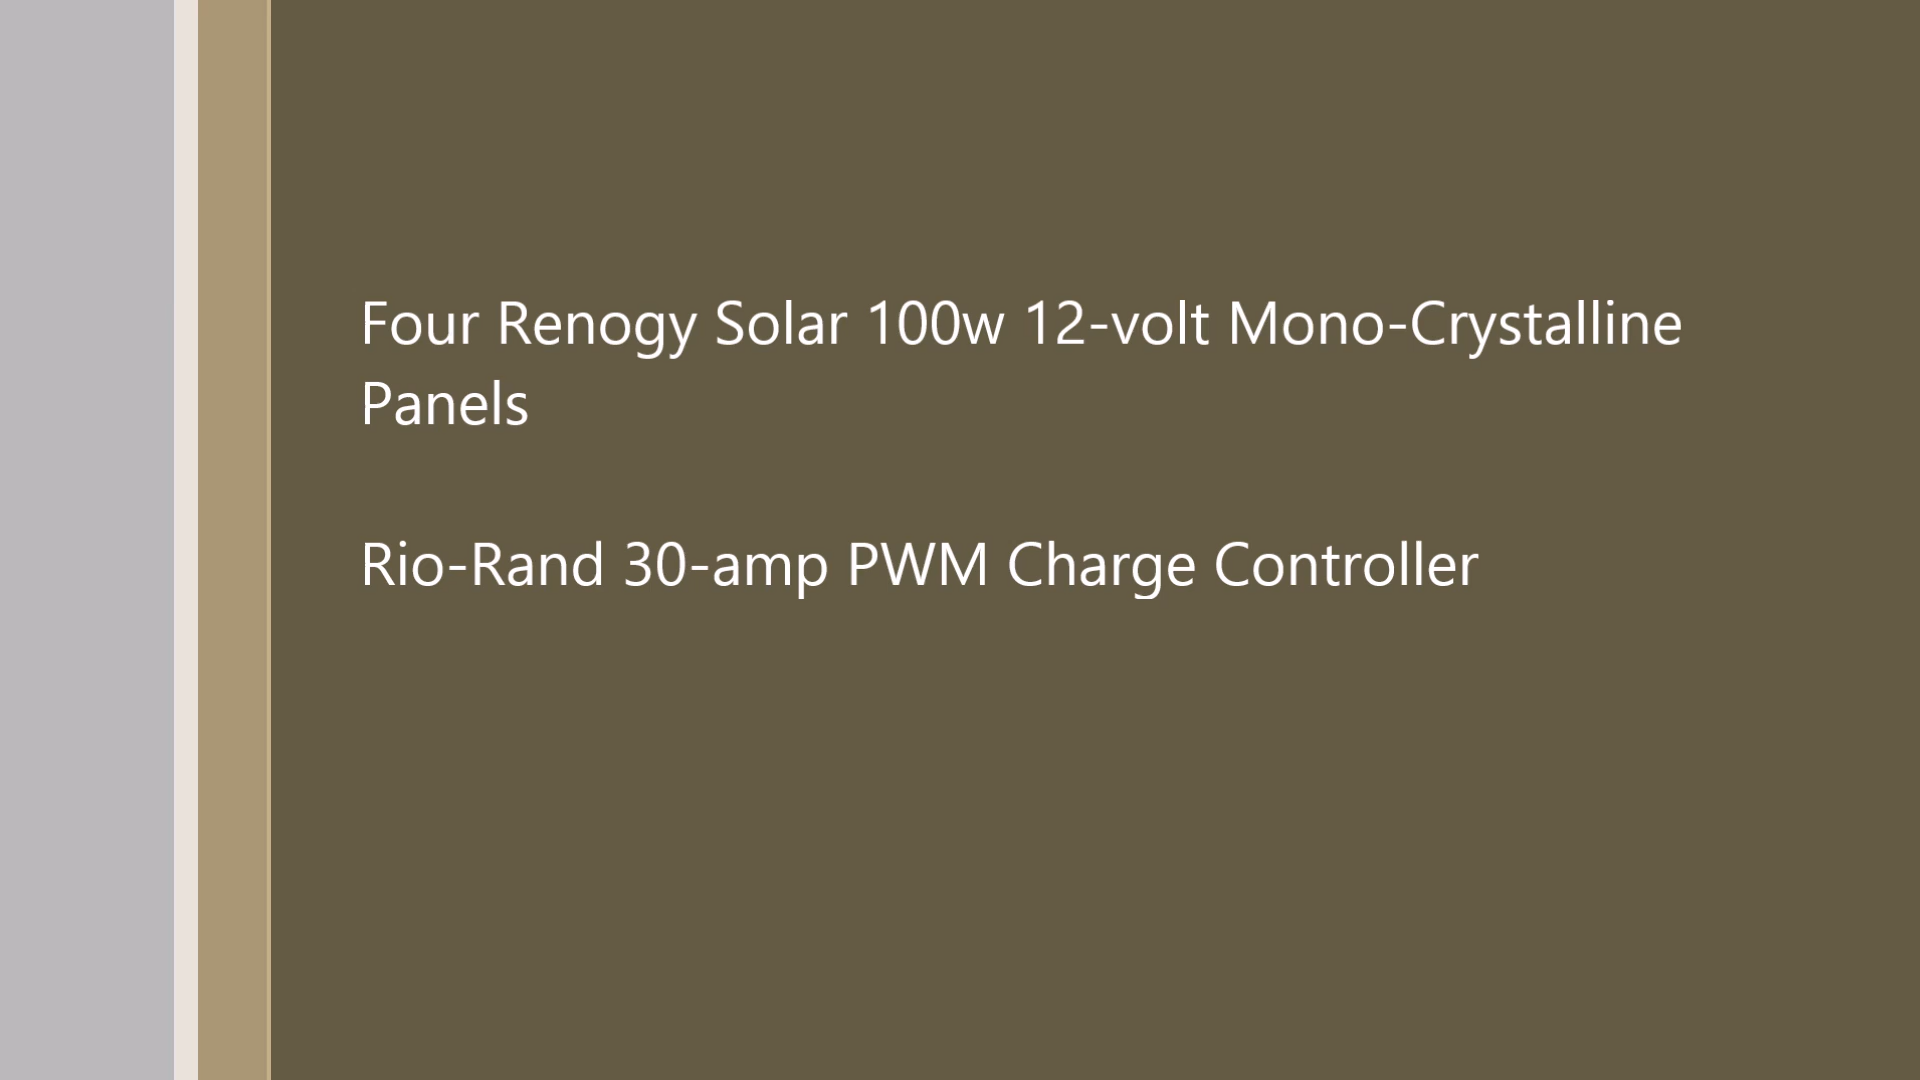 Four Renogy Solar 100w 12-volt Mono-Crystalline
Panels
Rio-Rand 30-amp PWM Charge Controller